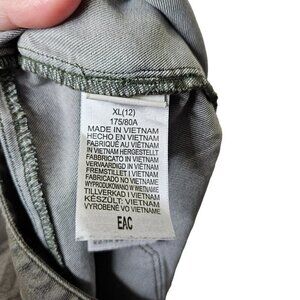 XL(12)
175/80A
MADE IN VIETNAM
HECHO EN VIETNAM
FABRIQUÉ AU VIÊTNAM
IN VIETNAM HERGESTELLT
FABBRICATO IN VIETNAM
VERVAARDIGD IN VIETNAM
FREMSTILLET I VIETNAM
FABRICADO NO VIETNAME
WYPRODUKOWANO W WIETNAMIE
TILLVERKAD I VIETNAM
KÉSZÜLT: VIETNAM
VYROBENÉ VO VIETNAME
EAC